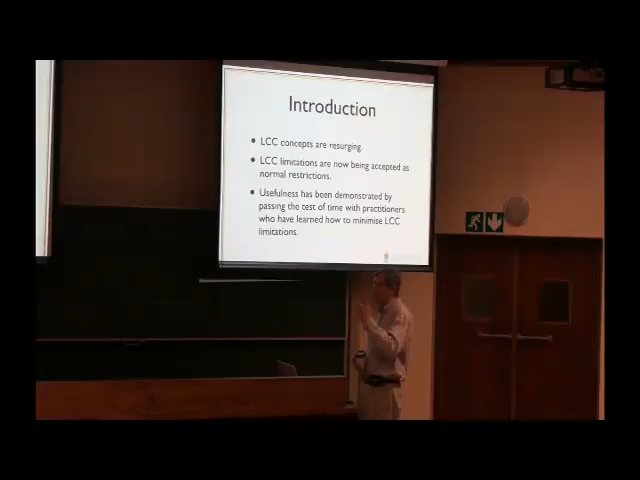 Introduction
• LCC concepts are resurging.
• LCC limitations are now being accepted as
normal restrictions.
• Usefulness has been demonstrated by
passing the test of time with practitioners
who have learned how to minimise LCC
limitations.